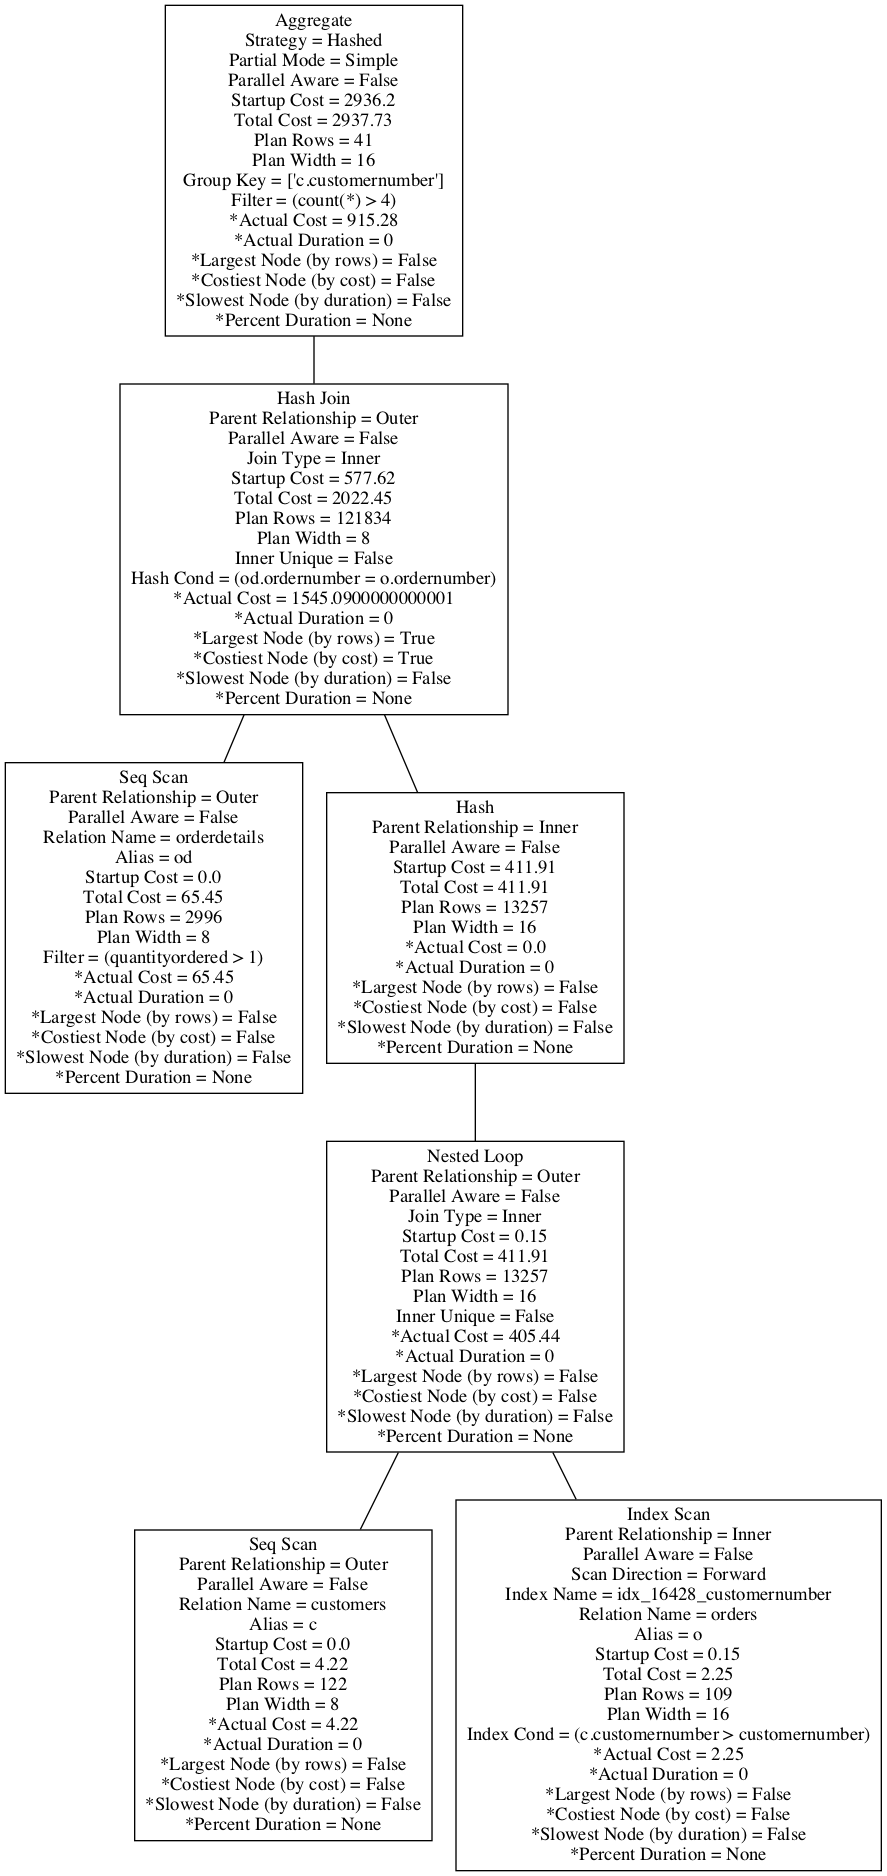 Aggregate
Strategy = Hashed
Partial Mode = Simple
Parallel Aware = False
Startup Cost = 2936.2
Total Cost = 2937.73
Plan Rows = 41
Plan Width = 16
Group Key = ['c.customernumber']
Filter = (count(*) > 4)
*Actual Cost = 915.28
*Actual Duration = 0
*Largest Node (by rows) = False
*Costiest Node (by cost) = False
*Slowest Node (by duration) = False
*Percent Duration = None
Hash Join
Parent Relationship = Outer
Parallel Aware = False
Join Type = Inner
Startup Cost = 577.62
Total Cost = 2022.45
Plan Rows = 121834
Plan Width = 8
Inner Unique = False
Hash Cond = (od.ordernumber = o.ordernumber)
*Actual Cost = 1545.0900000000001
*Actual Duration = 0
*Largest Node (by rows) = True
*Costiest Node (by cost) = True
*Slowest Node (by duration) = False
*Percent Duration = None
Seq Scan
Parent Relationship = Outer
Parallel Aware = False
Relation Name = orderdetails
Alias = od
Startup Cost = 0.0
Total Cost = 65.45
Plan Rows = 2996
Plan Width = 8
Filter = (quantityordered > 1)
*Actual Cost = 65.45
*Actual Duration = 0
*Largest Node (by rows) = False
*Costiest Node (by cost) = False
*Slowest Node (by duration) = False
*Percent Duration = None
Hash
Parent Relationship = Inner
Parallel Aware = False
Startup Cost = 411.91
Total Cost = 411.91
Plan Rows = 13257
Plan Width = 16
*Actual Cost = 0.0
*Actual Duration = 0
*Largest Node (by rows) = False
*Costiest Node (by cost) = False
*Slowest Node (by duration) = False
*Percent Duration = None
Nested Loop
Parent Relationship = Outer
Parallel Aware = False
Join Type = Inner
Startup Cost = 0.15
Total Cost = 411.91
Plan Rows = 13257
Plan Width = 16
Inner Unique = False
*Actual Cost = 405.44
*Actual Duration = 0
*Largest Node (by rows) = False
*Costiest Node (by cost) = False
*Slowest Node (by duration) = False
*Percent Duration = None
Seq Scan
Parent Relationship = Outer
Parallel Aware = False
Relation Name = customers
Alias = c
Startup Cost = 0.0
Total Cost = 4.22
Plan Rows = 122
Plan Width = 8
*Actual Cost = 4.22
*Actual Duration = 0
*Largest Node (by rows) = False
*Costiest Node (by cost) = False
*Slowest Node (by duration) = False
*Percent Duration = None
Index Scan
Parent Relationship = Inner
Parallel Aware = False
Scan Direction = Forward
Index Name = idx_16428_customernumber
Relation Name = orders
Alias = o
Startup Cost = 0.15
Total Cost = 2.25
Plan Rows = 109
Plan Width = 16
Index Cond = (c.customernumber > customernumber)
*Actual Cost = 2.25
*Actual Duration = 0
*Largest Node (by rows) = False
*Costiest Node (by cost) = False
*Slowest Node (by duration) = False
*Percent Duration = None